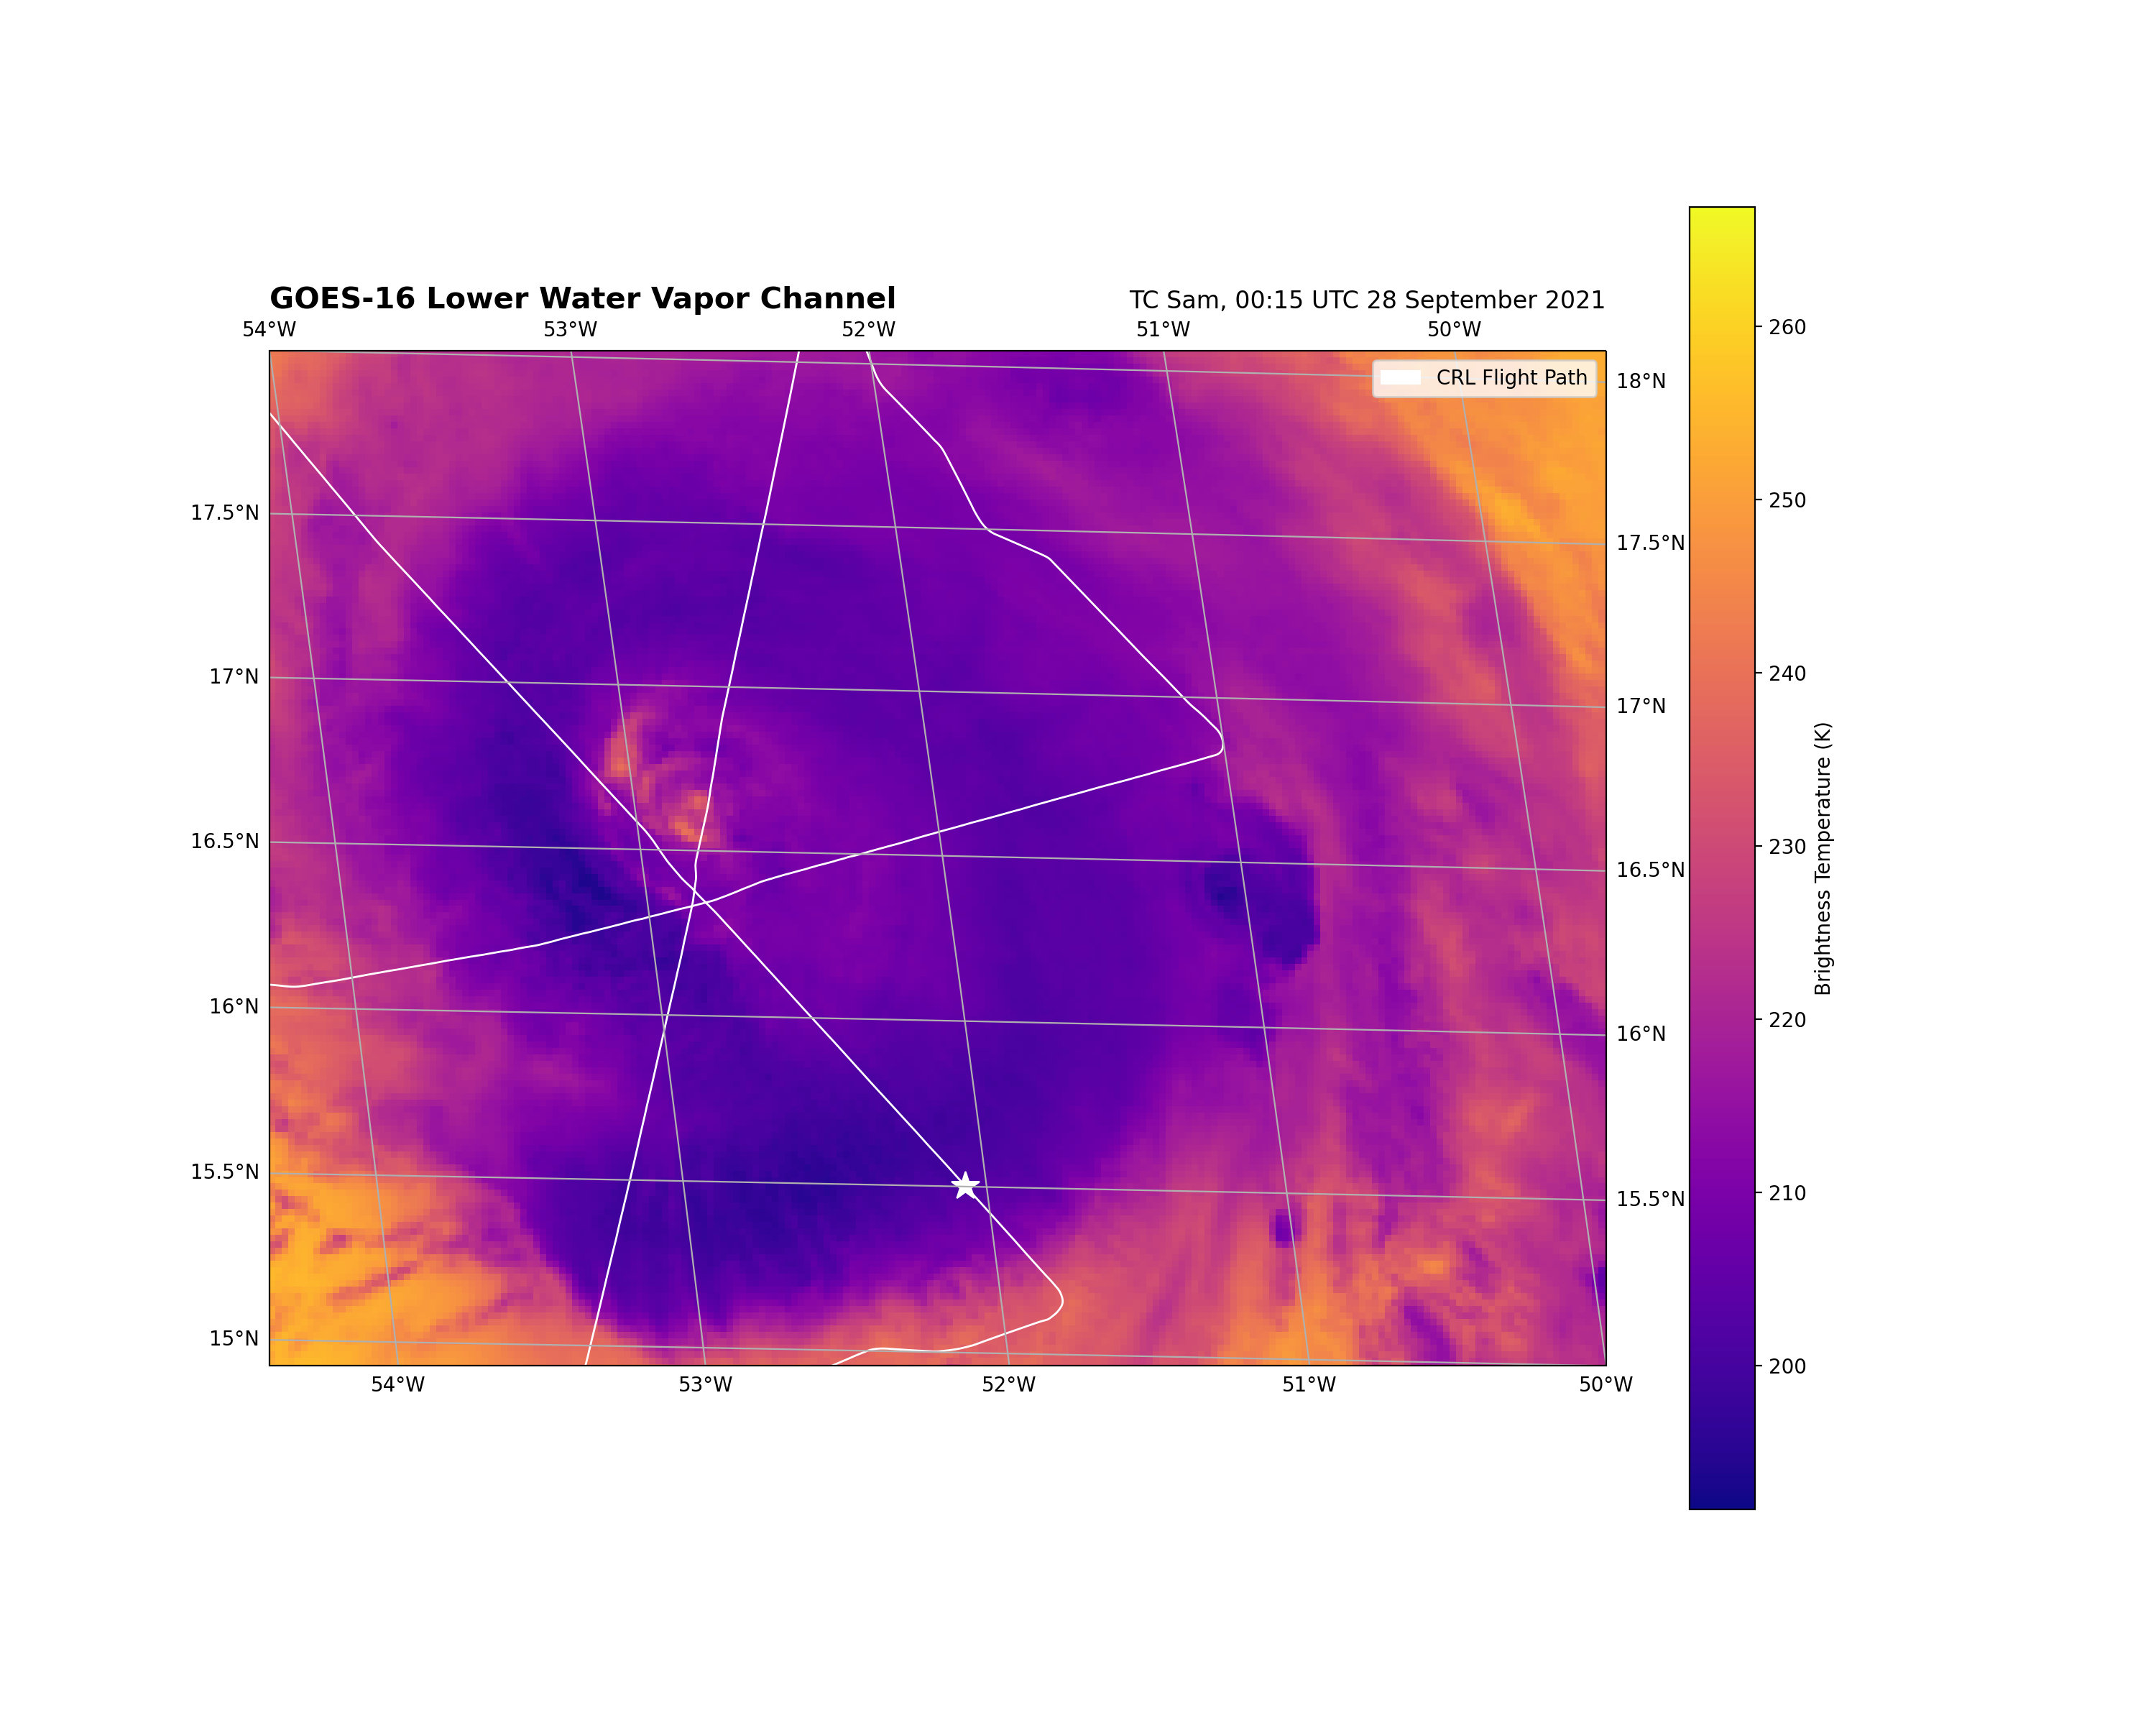 GOES-16 Lower Water Vapor Channel
TC Sam, 00:15 UTC 28 September 2021
54°W 53°W 52°W 51°W 50°W
CRL Flight Path
18°N
17.5°N 17.5°N
17°N 17°N
16.5°N 16.5°N
16°N 16°N
15.5°N 15.5°N
15°N
54°W 53°W 52°W 51°W 50°W
260
250
240
230
220
210
200
Brightness Temperature (K)